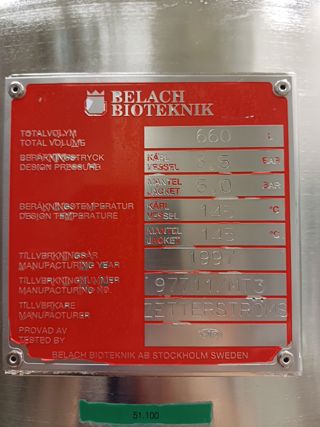 BELACH
BIOTEKNIK
TOTALVOLYM
TOTAL VOLUME
660 L
BERÄKNINGSTRYCK
DESIGN PRESSURE
KÄRL
VESSEL
BAR
MANTEL
JACKET
BAR
BERÄKNINGSTEMPERATUR
DESIGN TEMPERATURE
KÄRL
VESSEL
145 °C
MANTEL
JACKET
145 °C
TILLVERKNINGSÅR
MANUFACTURING YEAR
1997
TILLVERKNINGSNUMMER
MANUFACTURING NO
TILLVERKARE
MANUFACTURER
ZETTERSTRÖMS
PROVAD AV
TESTED BY
BELACH BIOTEKNIK AB STOCKHOLM SWEDEN
51.100